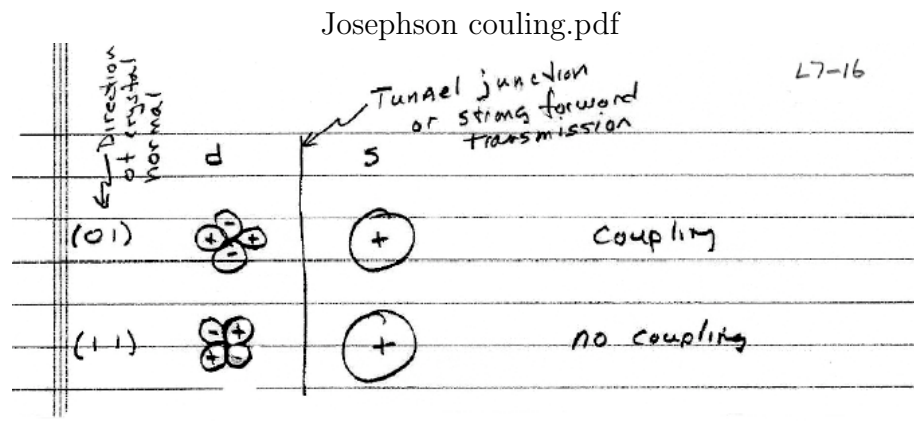 Josephson couling.pdf
L7-16
Direction
of crystal
normal
Tunnel junction
or strong forward
transmission
d
s
(01)
-
+ +
-
+
coupling
(11)
- +
+ -
+
no coupling